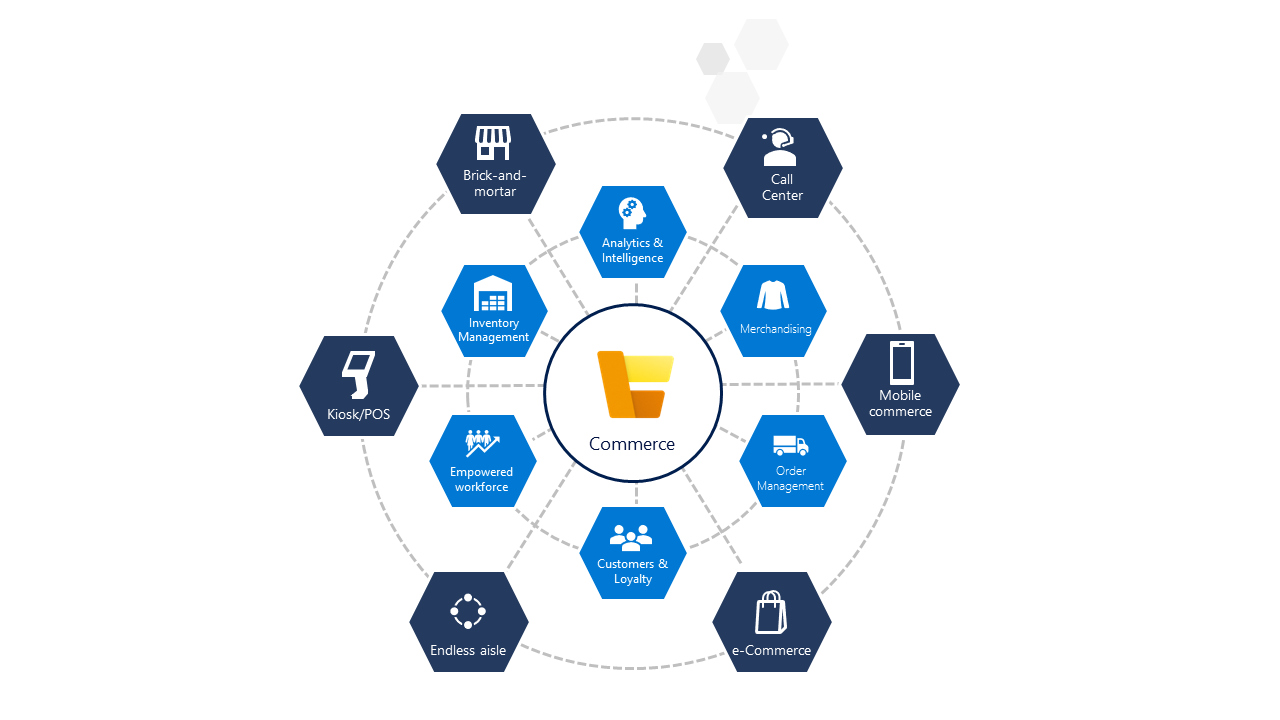 Brick-and-
mortar
Call
Center
Analytics &
Intelligence
Inventory
Management
Merchandising
Kiosk/POS
Mobile
commerce
Commerce
Empowered
workforce
Order
Management
Customers &
Loyalty
Endless aisle
e-Commerce